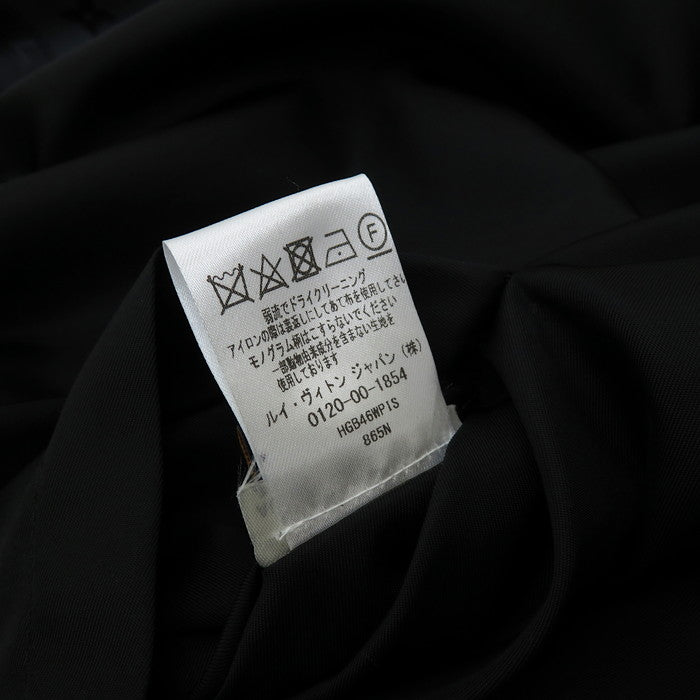 F
弱流でドライクリーニング
アイロンの際は裏返しにしてあて布を使用してください
モノグラム柄はこすらないでください
一部動物由来成分を含まない生地を
使用しております
ルイ・ヴィトン ジャパン (株)
0120-00-1854
HGB46WPIS
865N